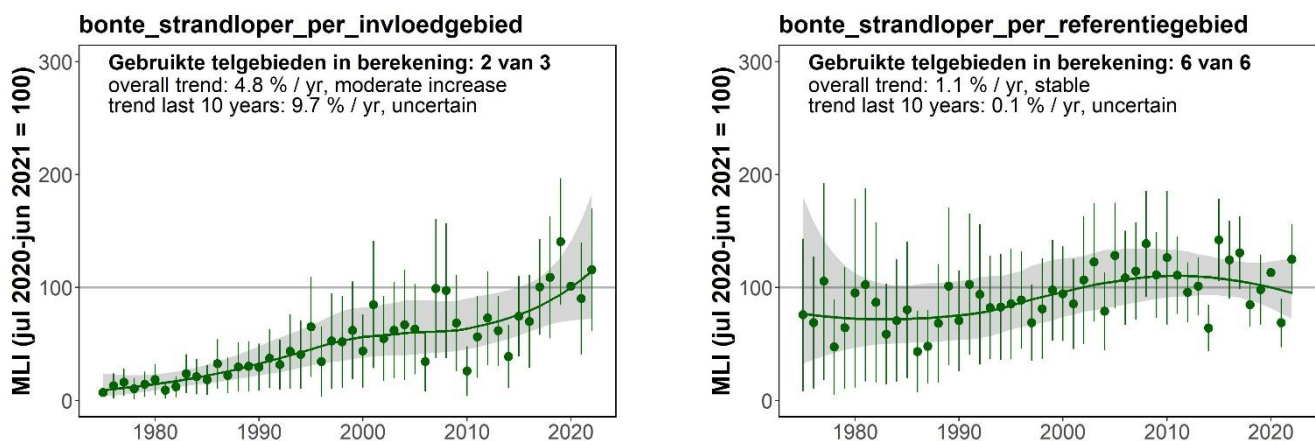 bonte_strandloper_per_invloedgebied
Gebruikte telgebieden in berekening: 2 van 3
overall trend: 4.8 % / yr, moderate increase
trend last 10 years: 9.7 % / yr, uncertain
MLI (jul 2020-jun 2021 = 100)
300
200
100
0
1980 1990 2000 2010 2020
bonte_strandloper_per_referentiegebied
Gebruikte telgebieden in berekening: 6 van 6
overall trend: 1.1 % / yr, stable
trend last 10 years: 0.1 % / yr, uncertain
MLI (jul 2020-jun 2021 = 100)
300
200
100
0
1980 1990 2000 2010 2020